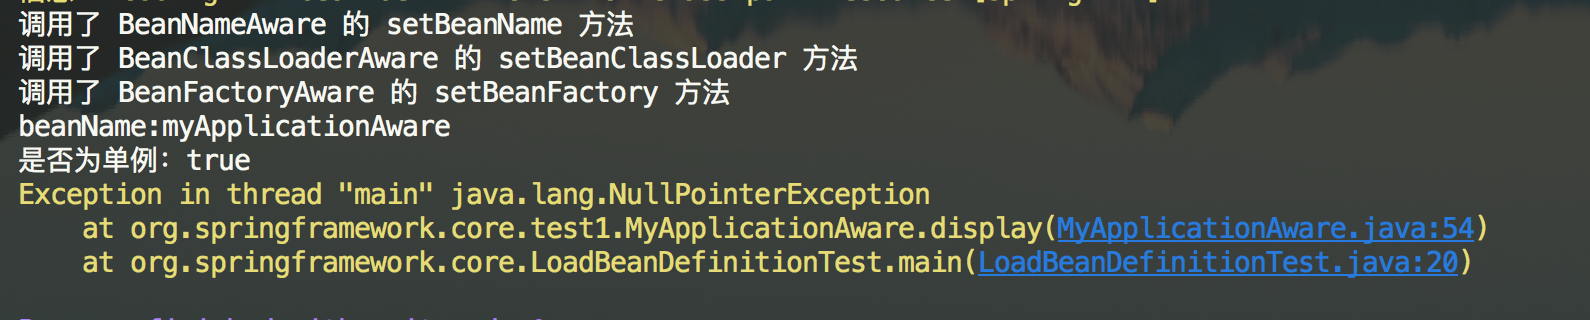 调用了 BeanNameAware 的 setBeanName 方法
调用了 BeanClassLoaderAware 的 setBeanClassLoader 方法
调用了 BeanFactoryAware 的 setBeanFactory 方法
beanName:myApplicationAware
是否为单例：true
Exception in thread "main" java.lang.NullPointerException
at org.springframework.core.test1.MyApplicationAware.display(MyApplicationAware.java:54)
at org.springframework.core.LoadBeanDefinitionTest.main(LoadBeanDefinitionTest.java:20)